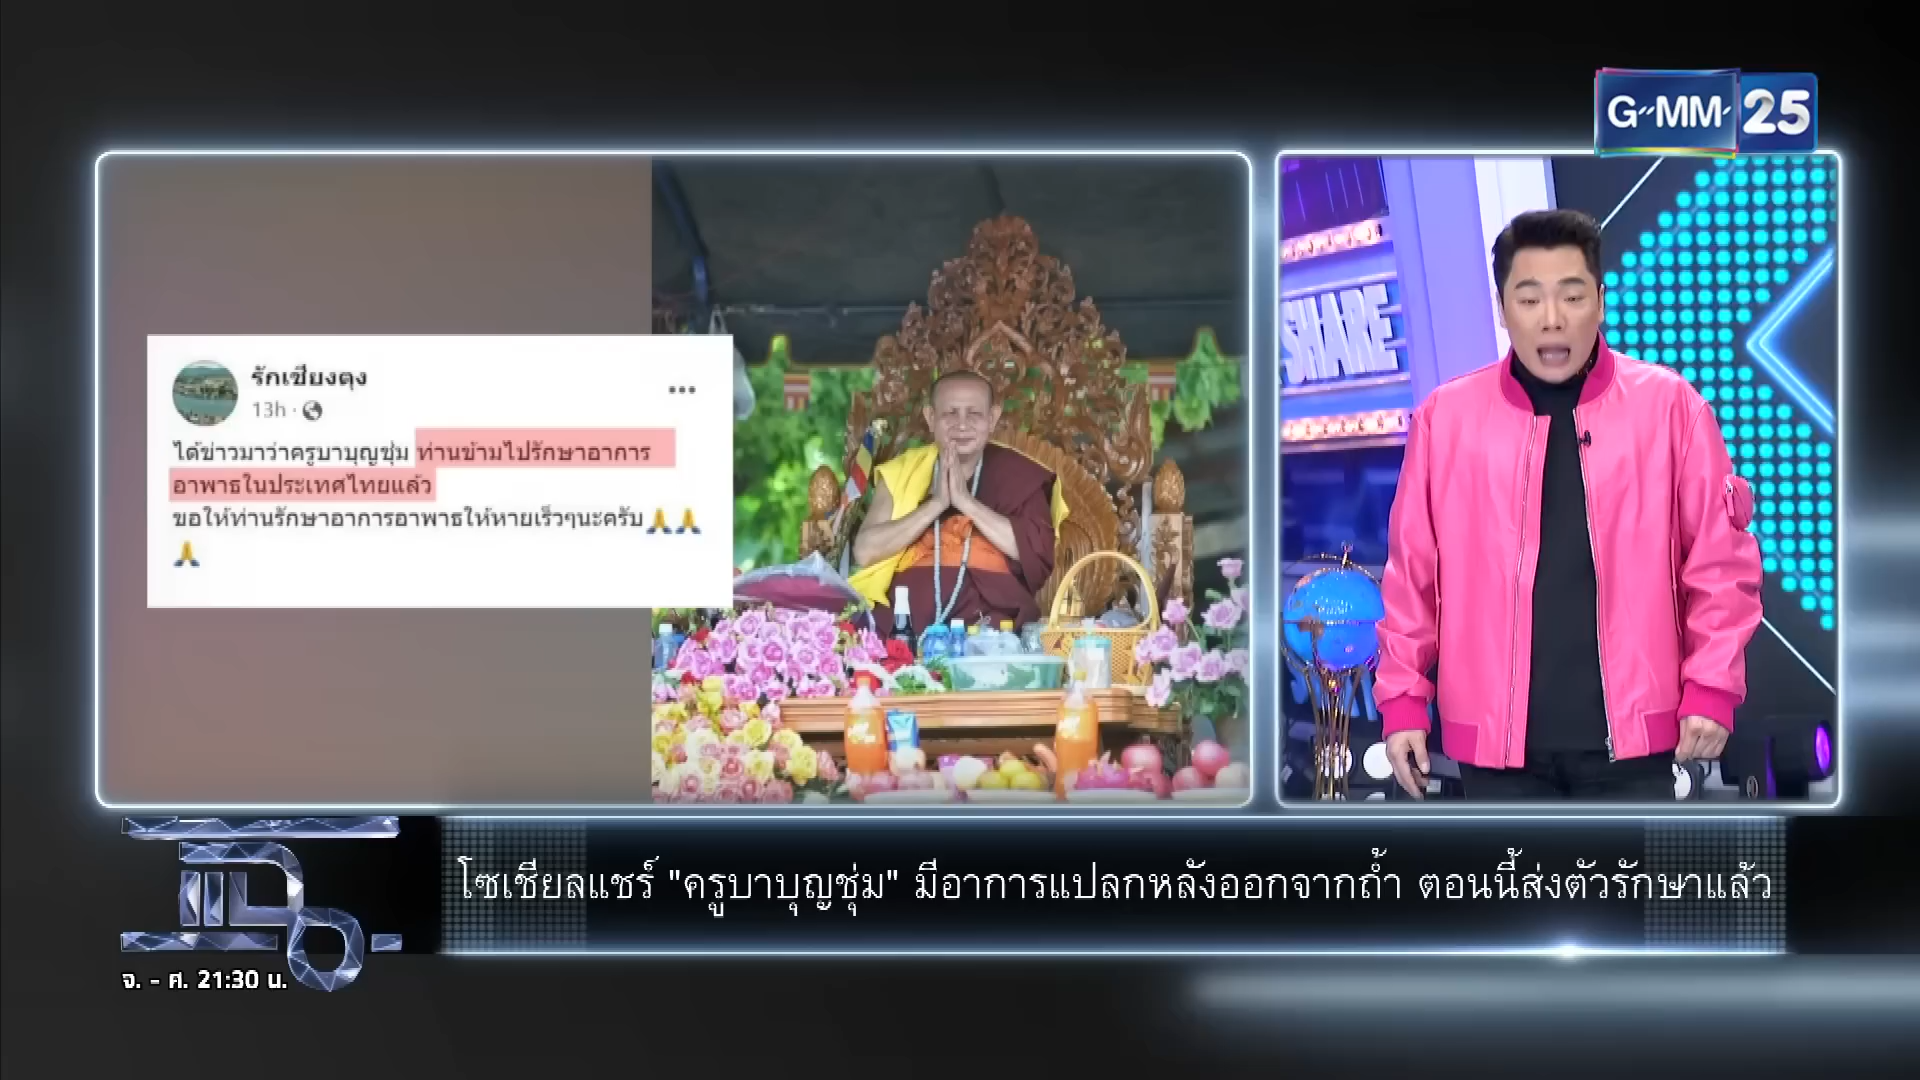 G-MM- 25
SHARE
รักเชียงตุง
13h ·
ได้ข่าวมาว่าครูบาบุญชุ่ม ท่านข้ามไปรักษาอาการ
อาพาธในประเทศไทยแล้ว
ขอให้ท่านรักษาอาการอาพาธให้หายเร็วๆนะครับ🙏🙏
🙏
แฉ
โซเชียลแชร์ "ครูบาบุญชุ่ม" มีอาการแปลกหลังออกจากถ้ำ ตอนนี้ส่งตัวรักษาแล้ว
จ. - ศ. 21:30 น.